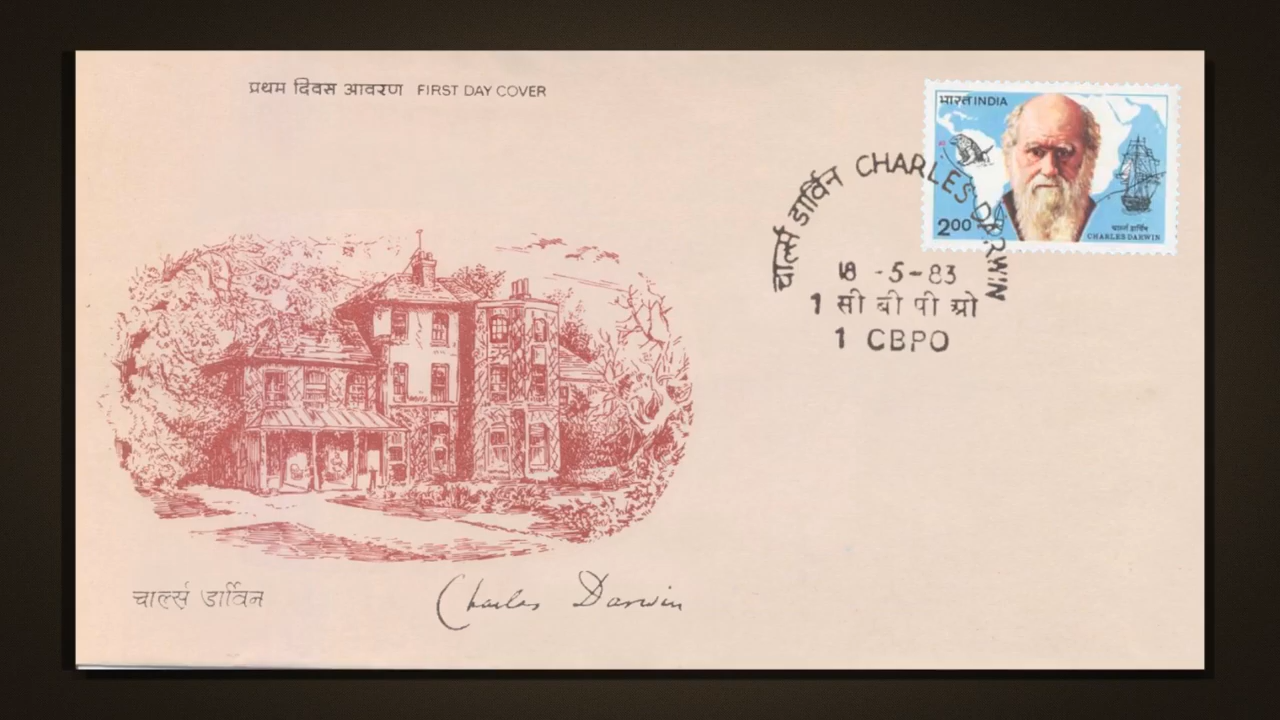 प्रथम दिवस आवरण FIRST DAY COVER
भारत INDIA
2.00
चार्ल्स डार्विन
CHARLES DARWIN
चार्ल्स डार्विन CHARLES DARWIN
18 -5-83
1 सी बी पी ओ
1 CBPO
चार्ल्स डार्विन
Charles Darwin